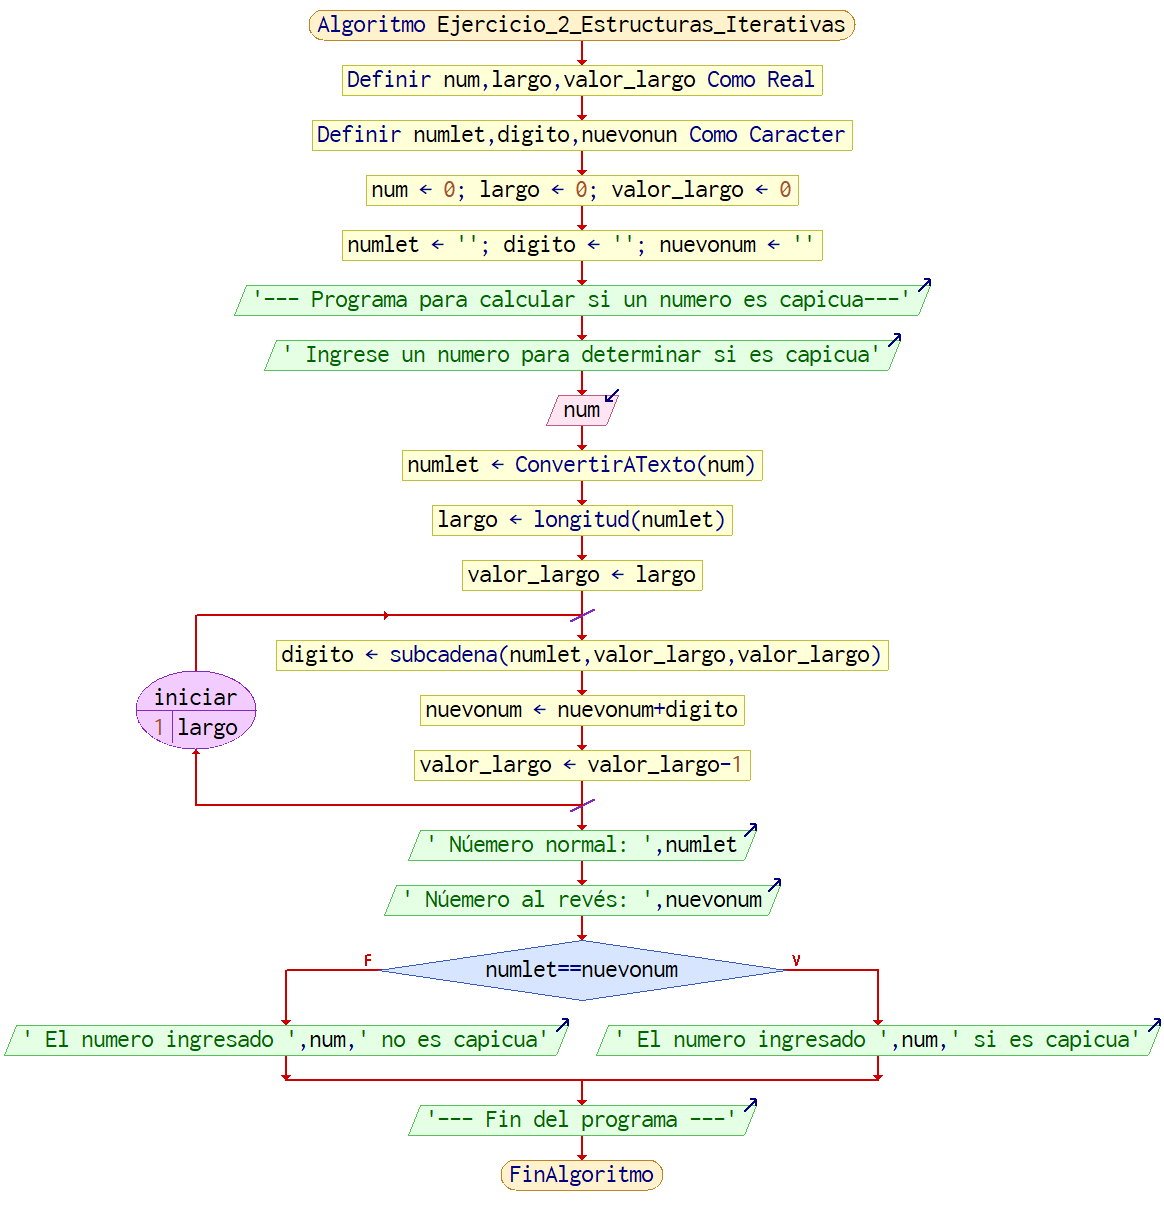 Algoritmo Ejercicio_2_Estructuras_Iterativas
Definir num,largo,valor_largo Como Real
Definir numlet,digito,nuevonun Como Caracter
num ← 0; largo ← 0; valor_largo ← 0
numlet ← ''; digito ← ''; nuevonum ← ''
'--- Programa para calcular si un numero es capicua---'
' Ingrese un numero para determinar si es capicua'
num
numlet ← ConvertirATexto(num)
largo ← longitud(numlet)
valor_largo ← largo
digito ← subcadena(numlet,valor_largo,valor_largo)
iniciar
1 largo
nuevonum ← nuevonum+digito
valor_largo ← valor_largo-1
' Núemero normal: ',numlet
' Núemero al revés: ',nuevonum
F
numlet==nuevonum
V
' El numero ingresado ',num,' no es capicua'
' El numero ingresado ',num,' si es capicua'
'--- Fin del programa ---'
FinAlgoritmo